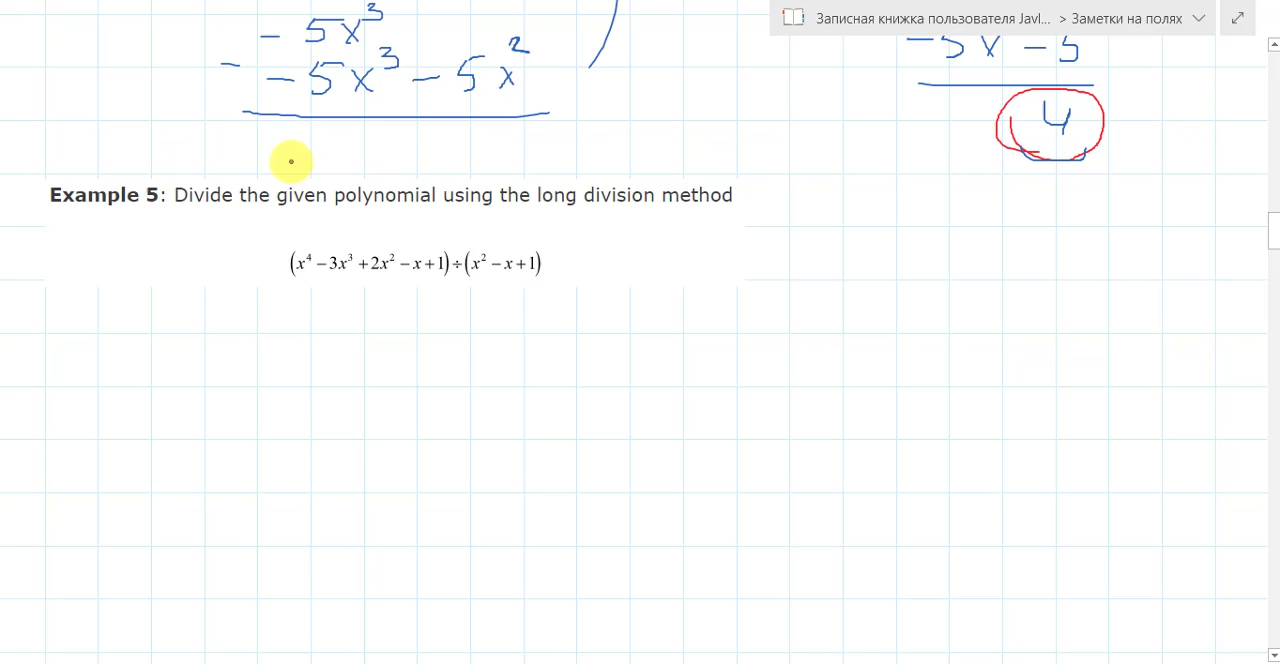 Записная книжка пользователя Javl... > Заметки на полях
- 5x³
- - 5x³ - 5x²
-5x - 5
4
Example 5: Divide the given polynomial using the long division method
(x⁴ − 3x³ + 2x² − x + 1) ÷ (x² − x + 1)